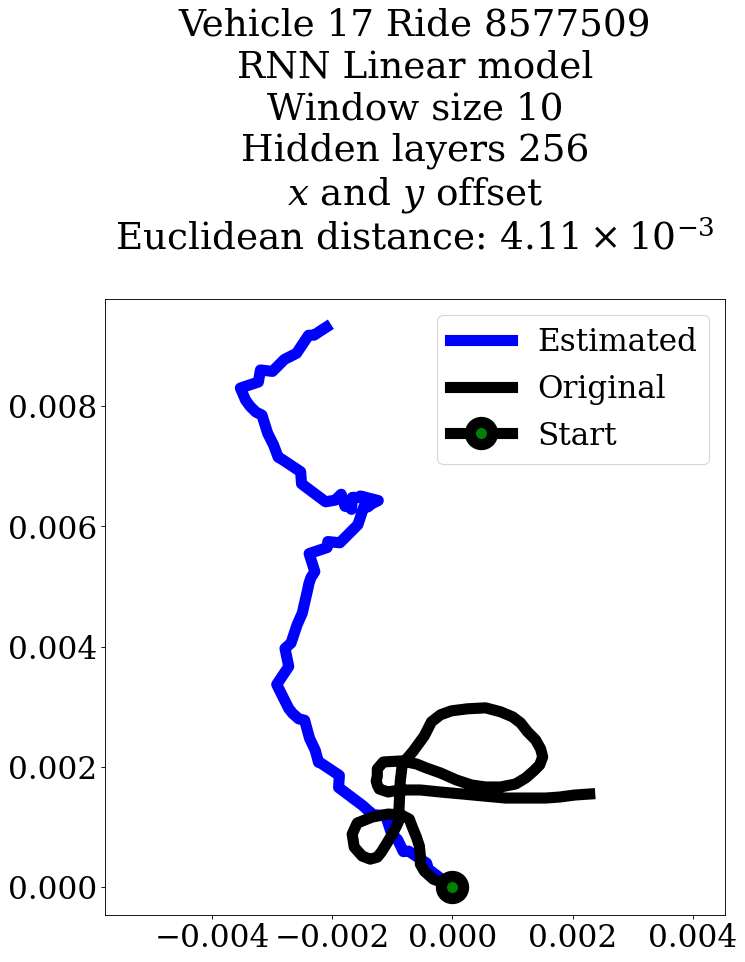 Vehicle 17 Ride 8577509
RNN Linear model
Window size 10
Hidden layers 256
x and y offset
Euclidean distance: 4.11 × 10⁻³
Estimated
Original
Start
0.008
0.006
0.004
0.002
0.000
−0.004 −0.002 0.000 0.002 0.004